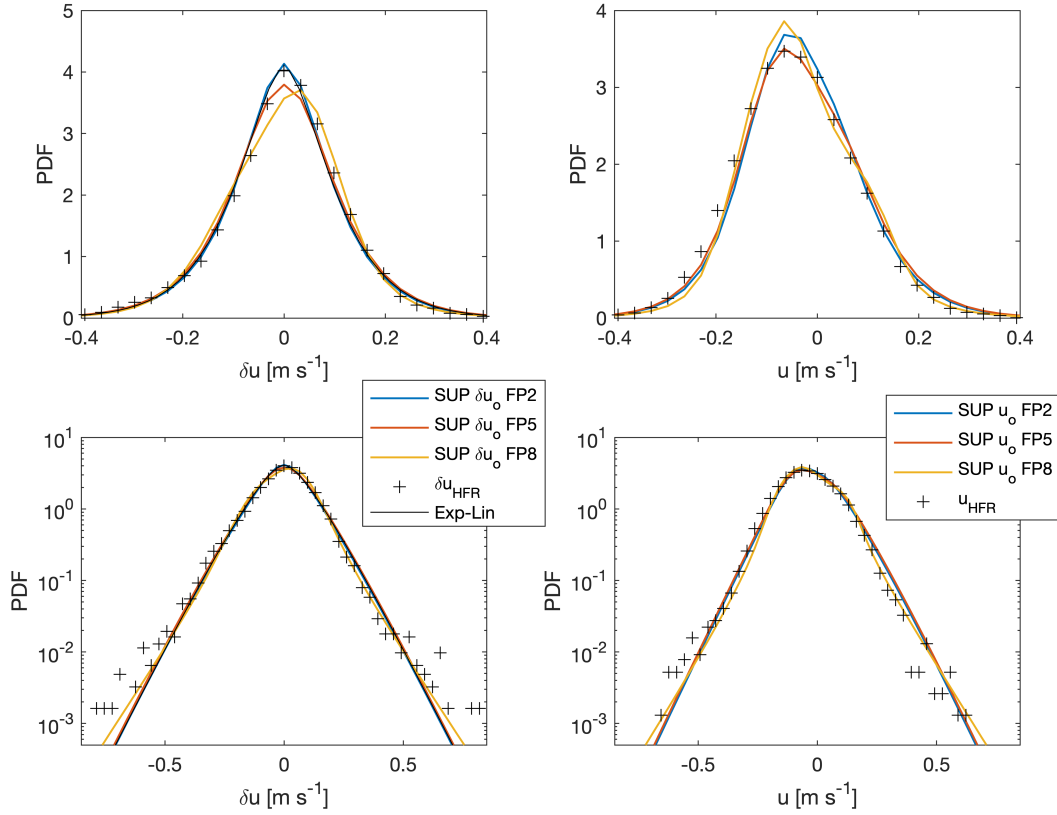 5
4
3
2
1
0
PDF
-0.4
-0.2
0
0.2
0.4
δu [m s⁻¹]
4
3
2
1
0
PDF
-0.4
-0.2
0
0.2
0.4
u [m s⁻¹]
SUP δuₒ FP2
SUP δuₒ FP5
SUP δuₒ FP8
δu_HFR
Exp-Lin
SUP uₒ FP2
SUP uₒ FP5
SUP uₒ FP8
u_HFR
10¹
10⁰
10⁻¹
10⁻²
10⁻³
PDF
-0.5
0
0.5
δu [m s⁻¹]
10¹
10⁰
10⁻¹
10⁻²
10⁻³
PDF
-0.5
0
0.5
u [m s⁻¹]